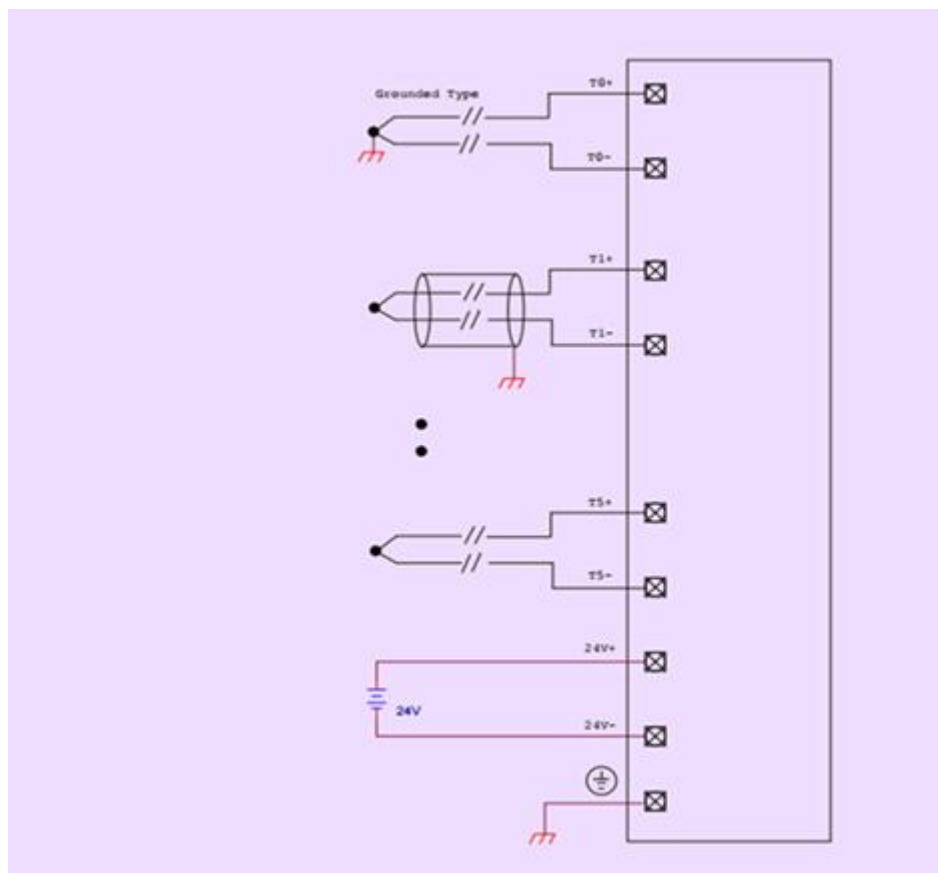 Grounded Type
T0+
T0-
T1+
T1-
T5+
T5-
24V+
24V
24V-